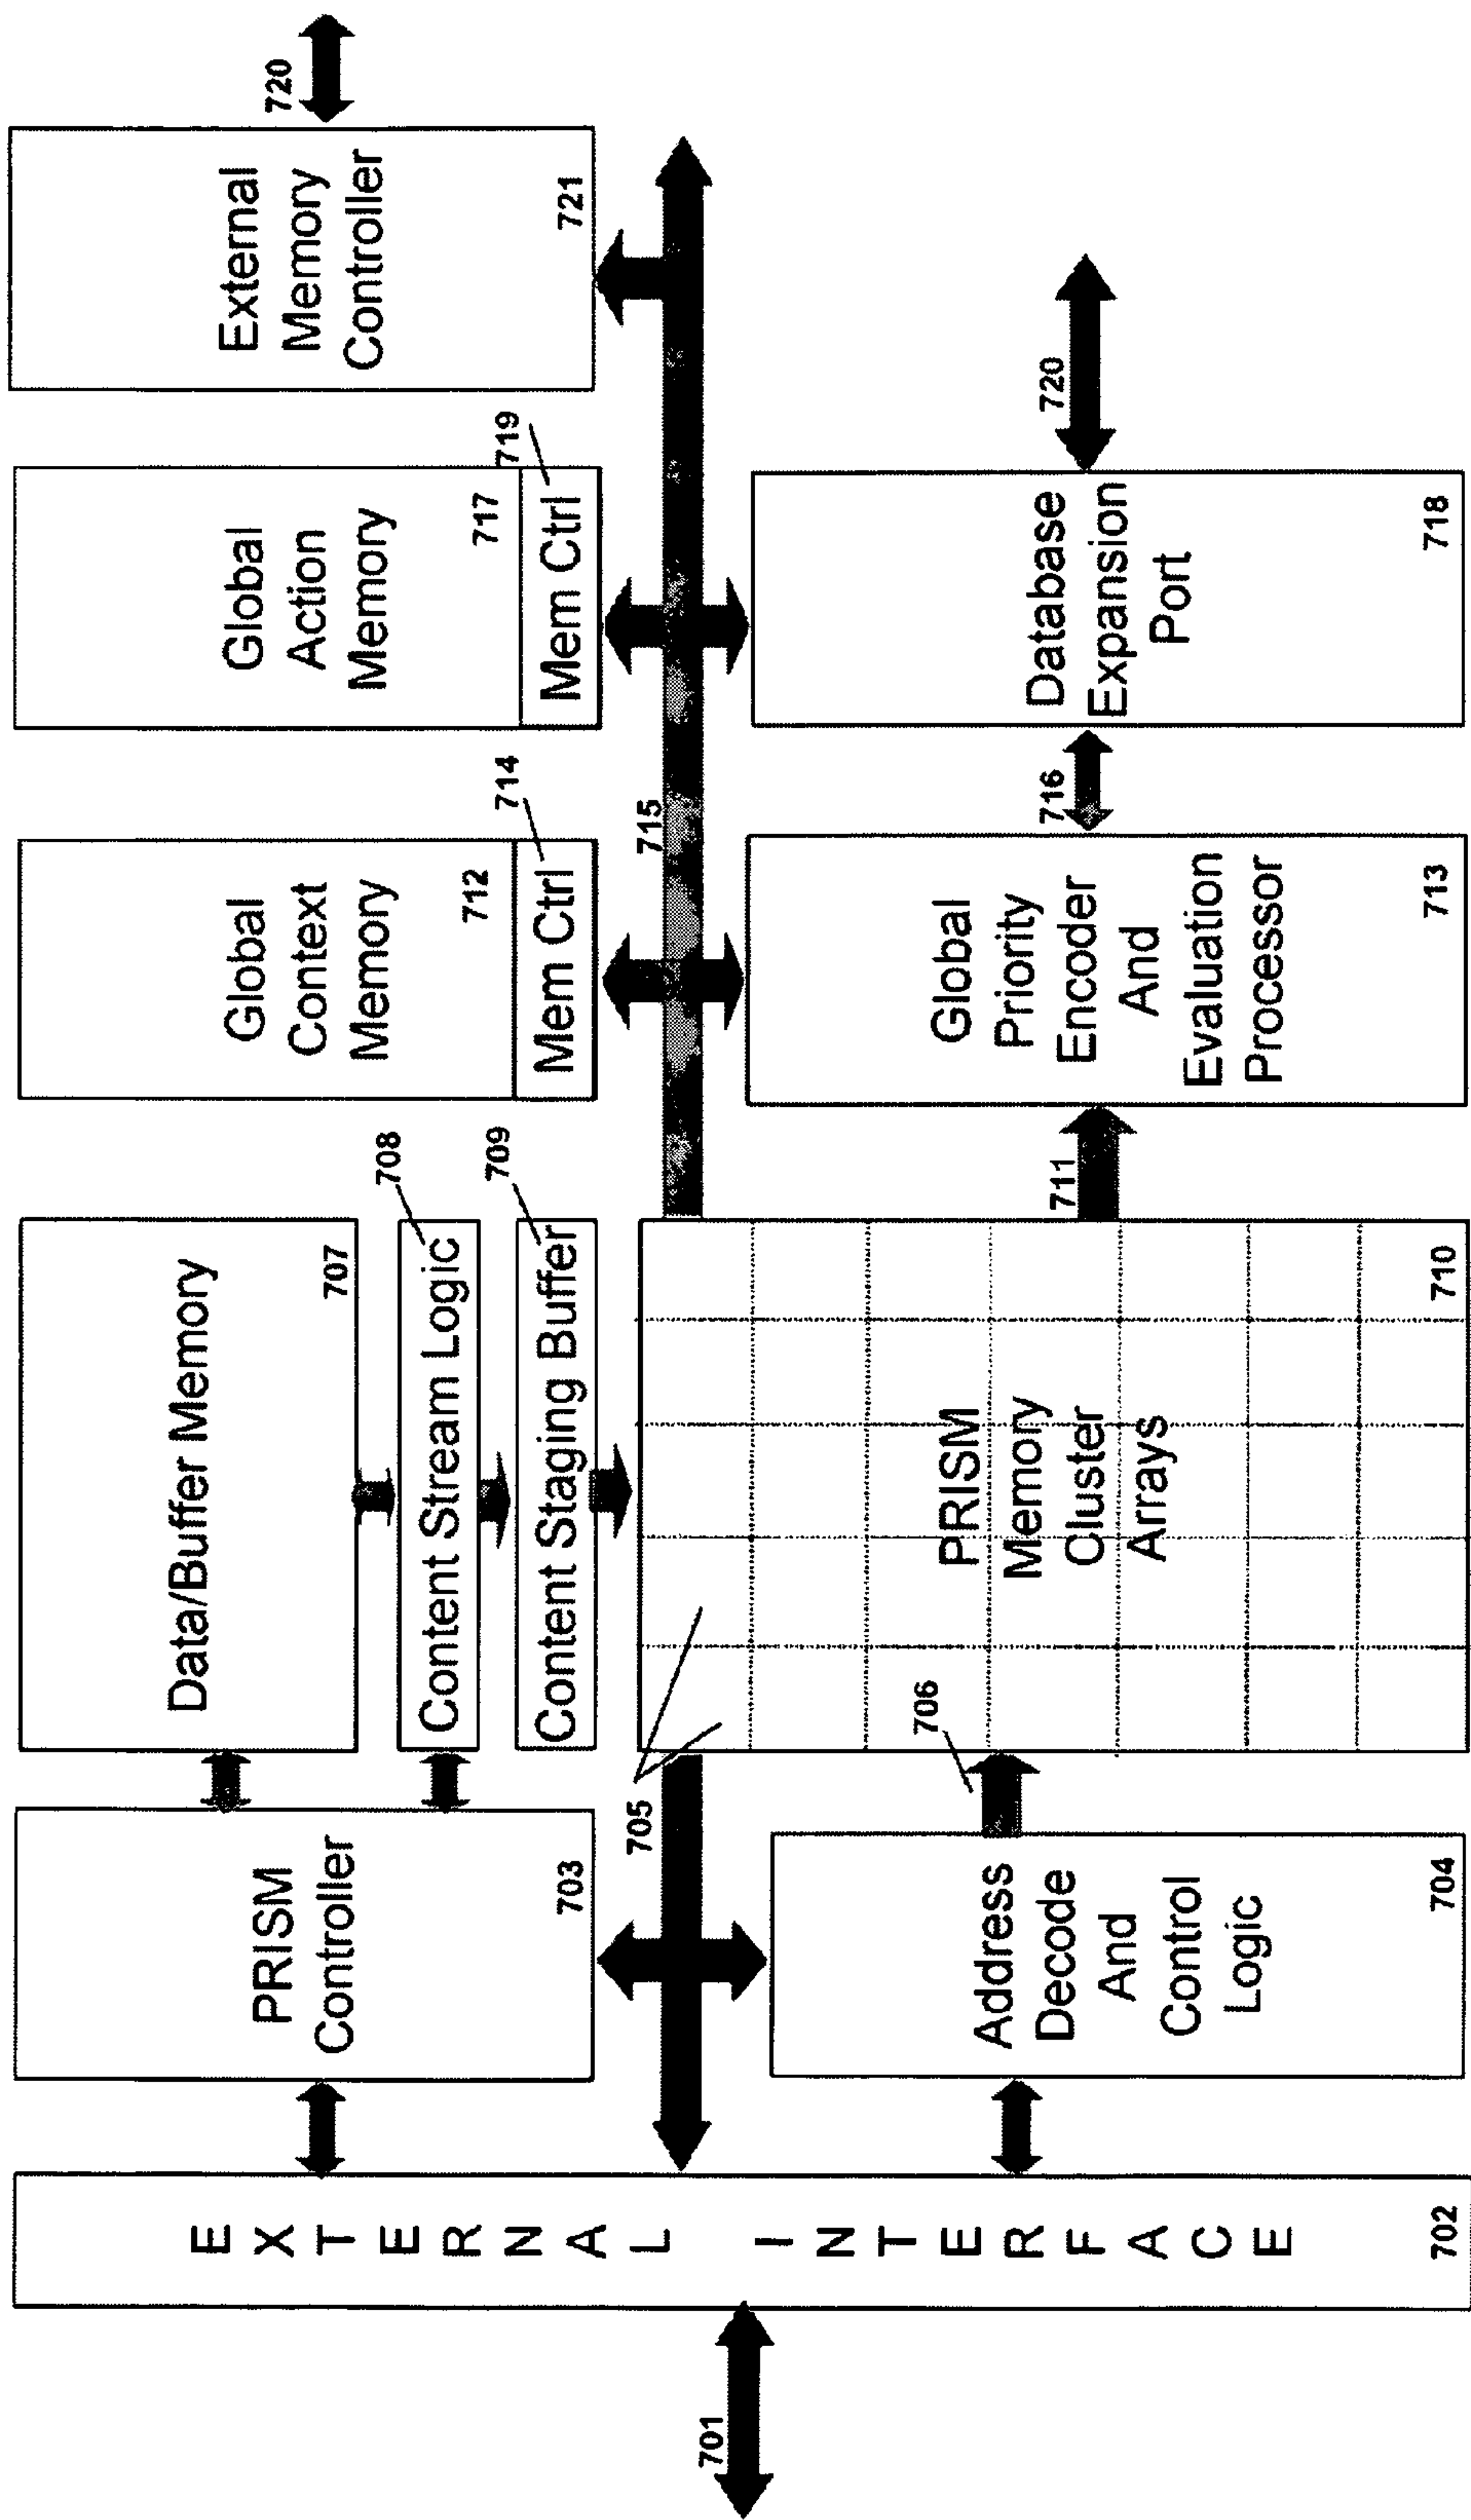 701
EXTERNAL INTERFACE
702
PRISM
Controller
703
Address
Decode
And
Control
Logic
704
705
706
Data/Buffer Memory
707
Content Stream Logic
708
Content Staging Buffer
709
PRISM
Memory
Cluster
Arrays
710
711
Global
Context
Memory
712
Mem Ctrl
714
715
Global
Priority
Encoder
And
Evaluation
Processor
713
716
Global
Action
Memory
717
Mem Ctrl
719
Database
Expansion
Port
718
720
External
Memory
Controller
721
720